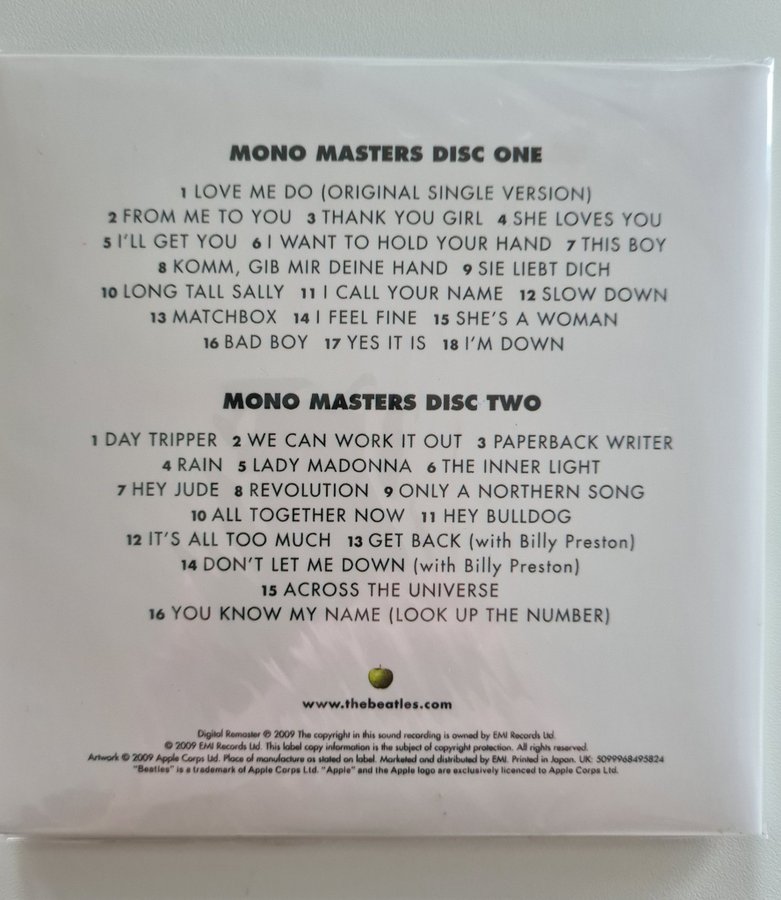 MONO MASTERS DISC ONE
1 LOVE ME DO (ORIGINAL SINGLE VERSION)
2 FROM ME TO YOU 3 THANK YOU GIRL 4 SHE LOVES YOU
5 I'LL GET YOU 6 I WANT TO HOLD YOUR HAND 7 THIS BOY
8 KOMM, GIB MIR DEINE HAND 9 SIE LIEBT DICH
10 LONG TALL SALLY 11 I CALL YOUR NAME 12 SLOW DOWN
13 MATCHBOX 14 I FEEL FINE 15 SHE'S A WOMAN
16 BAD BOY 17 YES IT IS 18 I'M DOWN
MONO MASTERS DISC TWO
1 DAY TRIPPER 2 WE CAN WORK IT OUT 3 PAPERBACK WRITER
4 RAIN 5 LADY MADONNA 6 THE INNER LIGHT
7 HEY JUDE 8 REVOLUTION 9 ONLY A NORTHERN SONG
10 ALL TOGETHER NOW 11 HEY BULLDOG
12 IT'S ALL TOO MUCH 13 GET BACK (with Billy Preston)
14 DON'T LET ME DOWN (with Billy Preston)
15 ACROSS THE UNIVERSE
16 YOU KNOW MY NAME (LOOK UP THE NUMBER)
www.thebeatles.com
Digital Remaster ℗ 2009 The copyright in this sound recording is owned by EMI Records Ltd.
© 2009 EMI Records Ltd. This label copy information is the subject of copyright protection. All rights reserved.
Artwork © 2009 Apple Corps Ltd. Place of manufacture as stated on label. Marketed and distributed by EMI. Printed in Japan. UK: 5099968495824
"Beatles" is a trademark of Apple Corps Ltd. "Apple" and the Apple logo are exclusively licenced to Apple Corps Ltd.